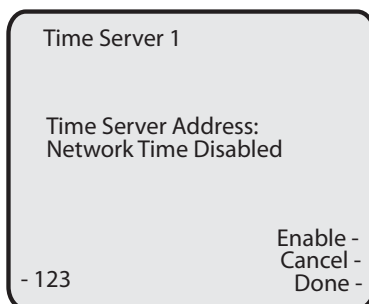 Time Server 1
Time Server Address:
Network Time Disabled
Enable -
Cancel -
- 123 Done -